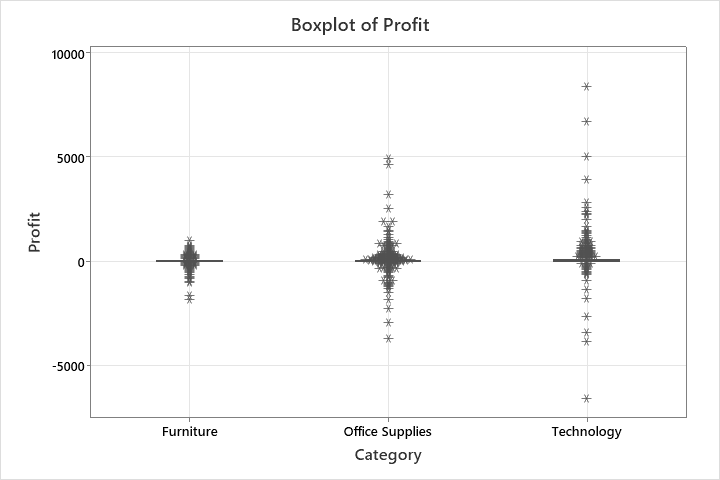 Boxplot of Profit
10000
5000
0
-5000
Profit
Furniture
Office Supplies
Technology
Category